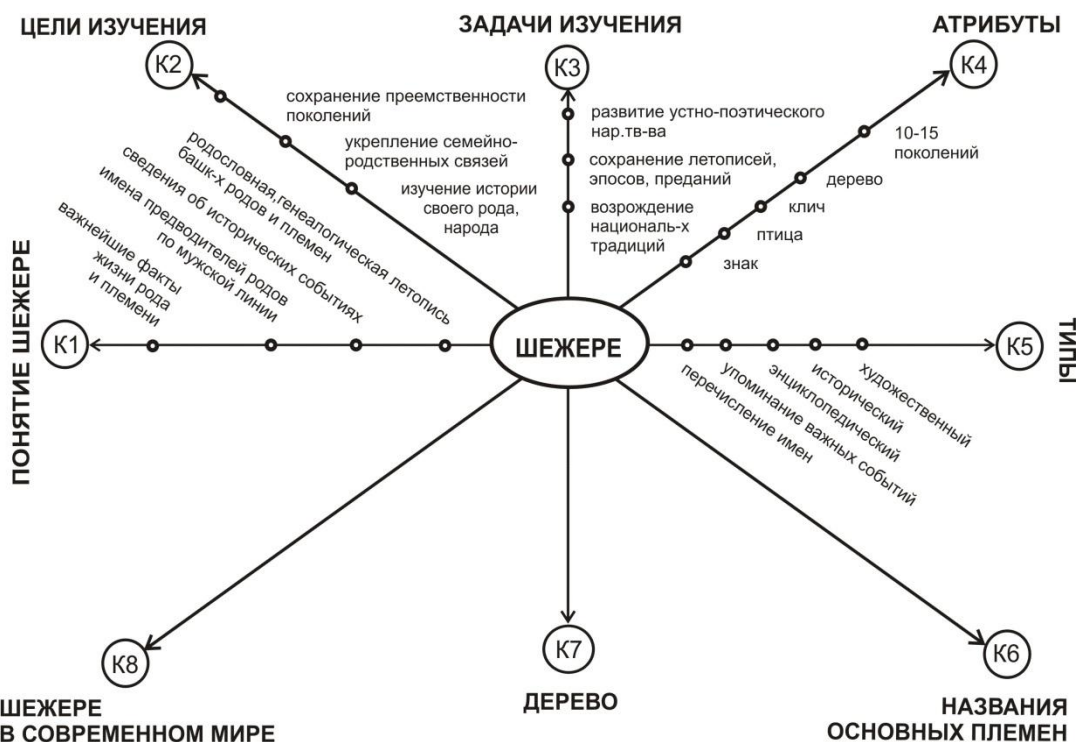 ЦЕЛИ ИЗУЧЕНИЯ
К2
сохранение преемственности
поколений
укрепление семейно-
родственных связей
изучение истории
своего рода,
народа
ЗАДАЧИ ИЗУЧЕНИЯ
К3
развитие устно-поэтического
нар.тв-ва
сохранение летописей,
эпосов, преданий
возрождение
националь-х
традиций
АТРИБУТЫ
К4
10-15
поколений
дерево
клич
птица
знак
ПОНЯТИЕ ШЕЖЕРЕ
К1
важнейшие факты
жизни рода
и племени
имена предводителей родов
по мужской линии
сведения об исторических событиях
родословная,генеалогическая летопись
башк-х родов и племен
ШЕЖЕРЕ
ТИПЫ
К5
перечисление имен
упоминание важных событий
энциклопедический
исторический
художественный
К8
ШЕЖЕРЕ
В СОВРЕМЕННОМ МИРЕ
К7
ДЕРЕВО
К6
НАЗВАНИЯ
ОСНОВНЫХ ПЛЕМЕН